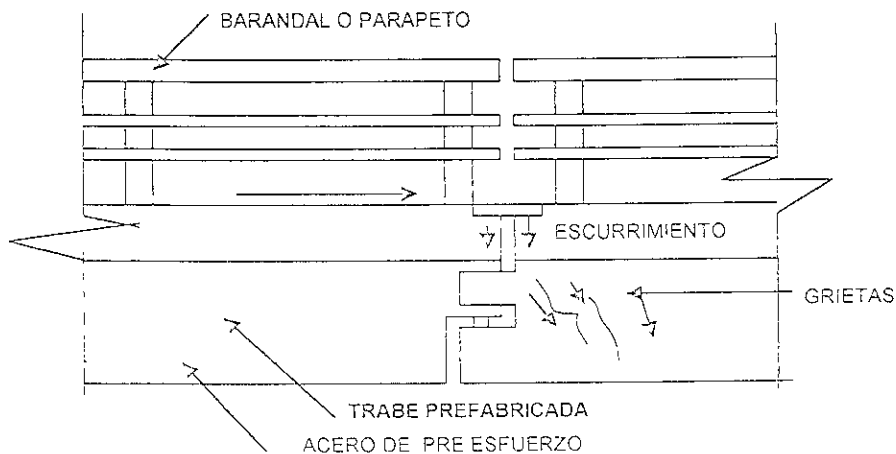 BARANDAL O PARAPETO
ESCURRIMIENTO
GRIETAS
TRABE PREFABRICADA
ACERO DE PRE ESFUERZO